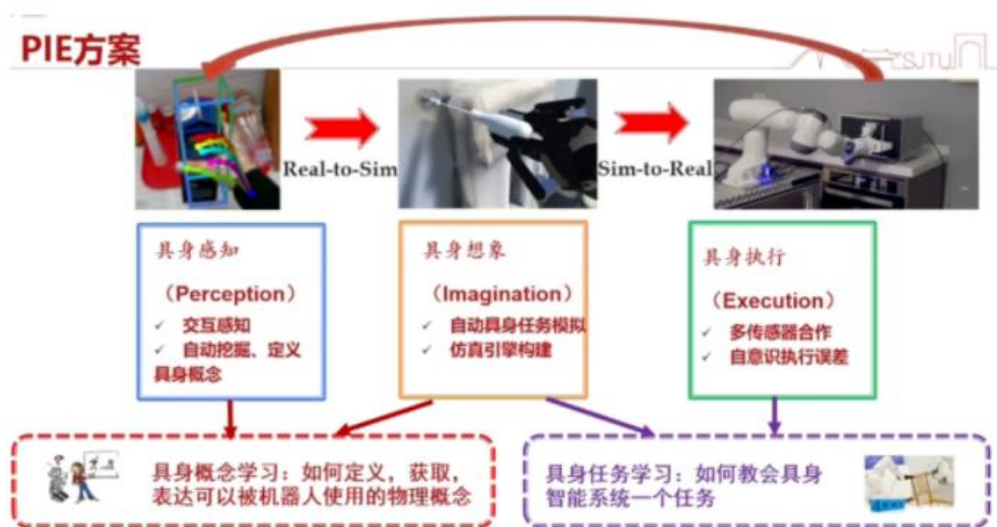 PIE方案
SJTU
Real-to-Sim
Sim-to-Real
具身感知
（Perception）
✓ 交互感知
✓ 自动挖掘、定义
具身概念
具身想象
（Imagination）
✓ 自动具身任务模拟
✓ 仿真引擎构建
具身执行
（Execution）
✓ 多传感器合作
✓ 自意识执行误差
具身概念学习：如何定义，获取，
表达可以被机器人使用的物理概念
具身任务学习：如何教会具身
智能系统一个任务